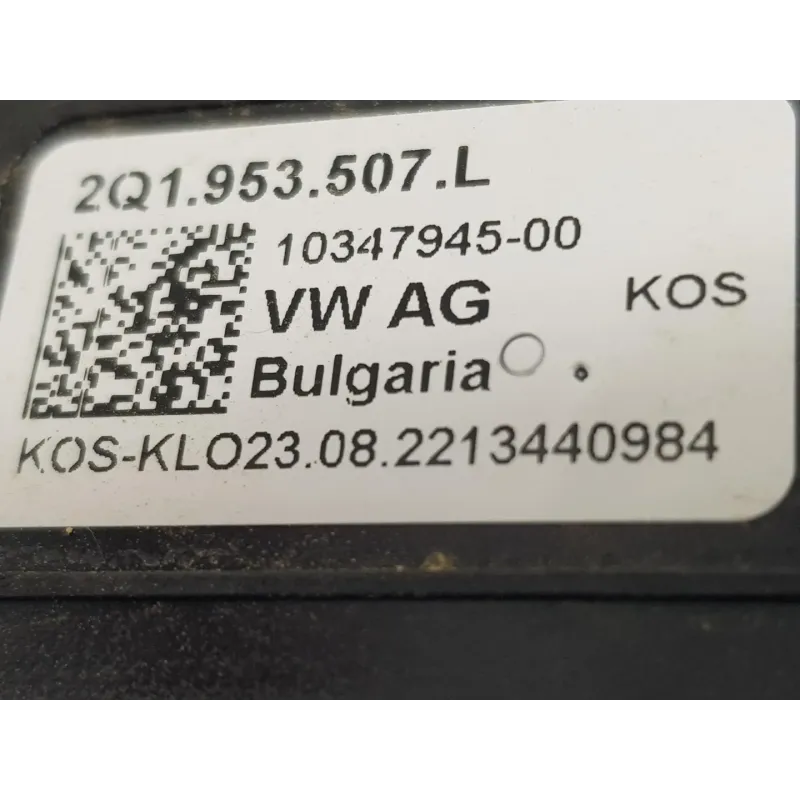 2Q1.953.507.L
10347945-00
VW AG
KOS
Bulgaria
KOS-KLO23.08.2213440984